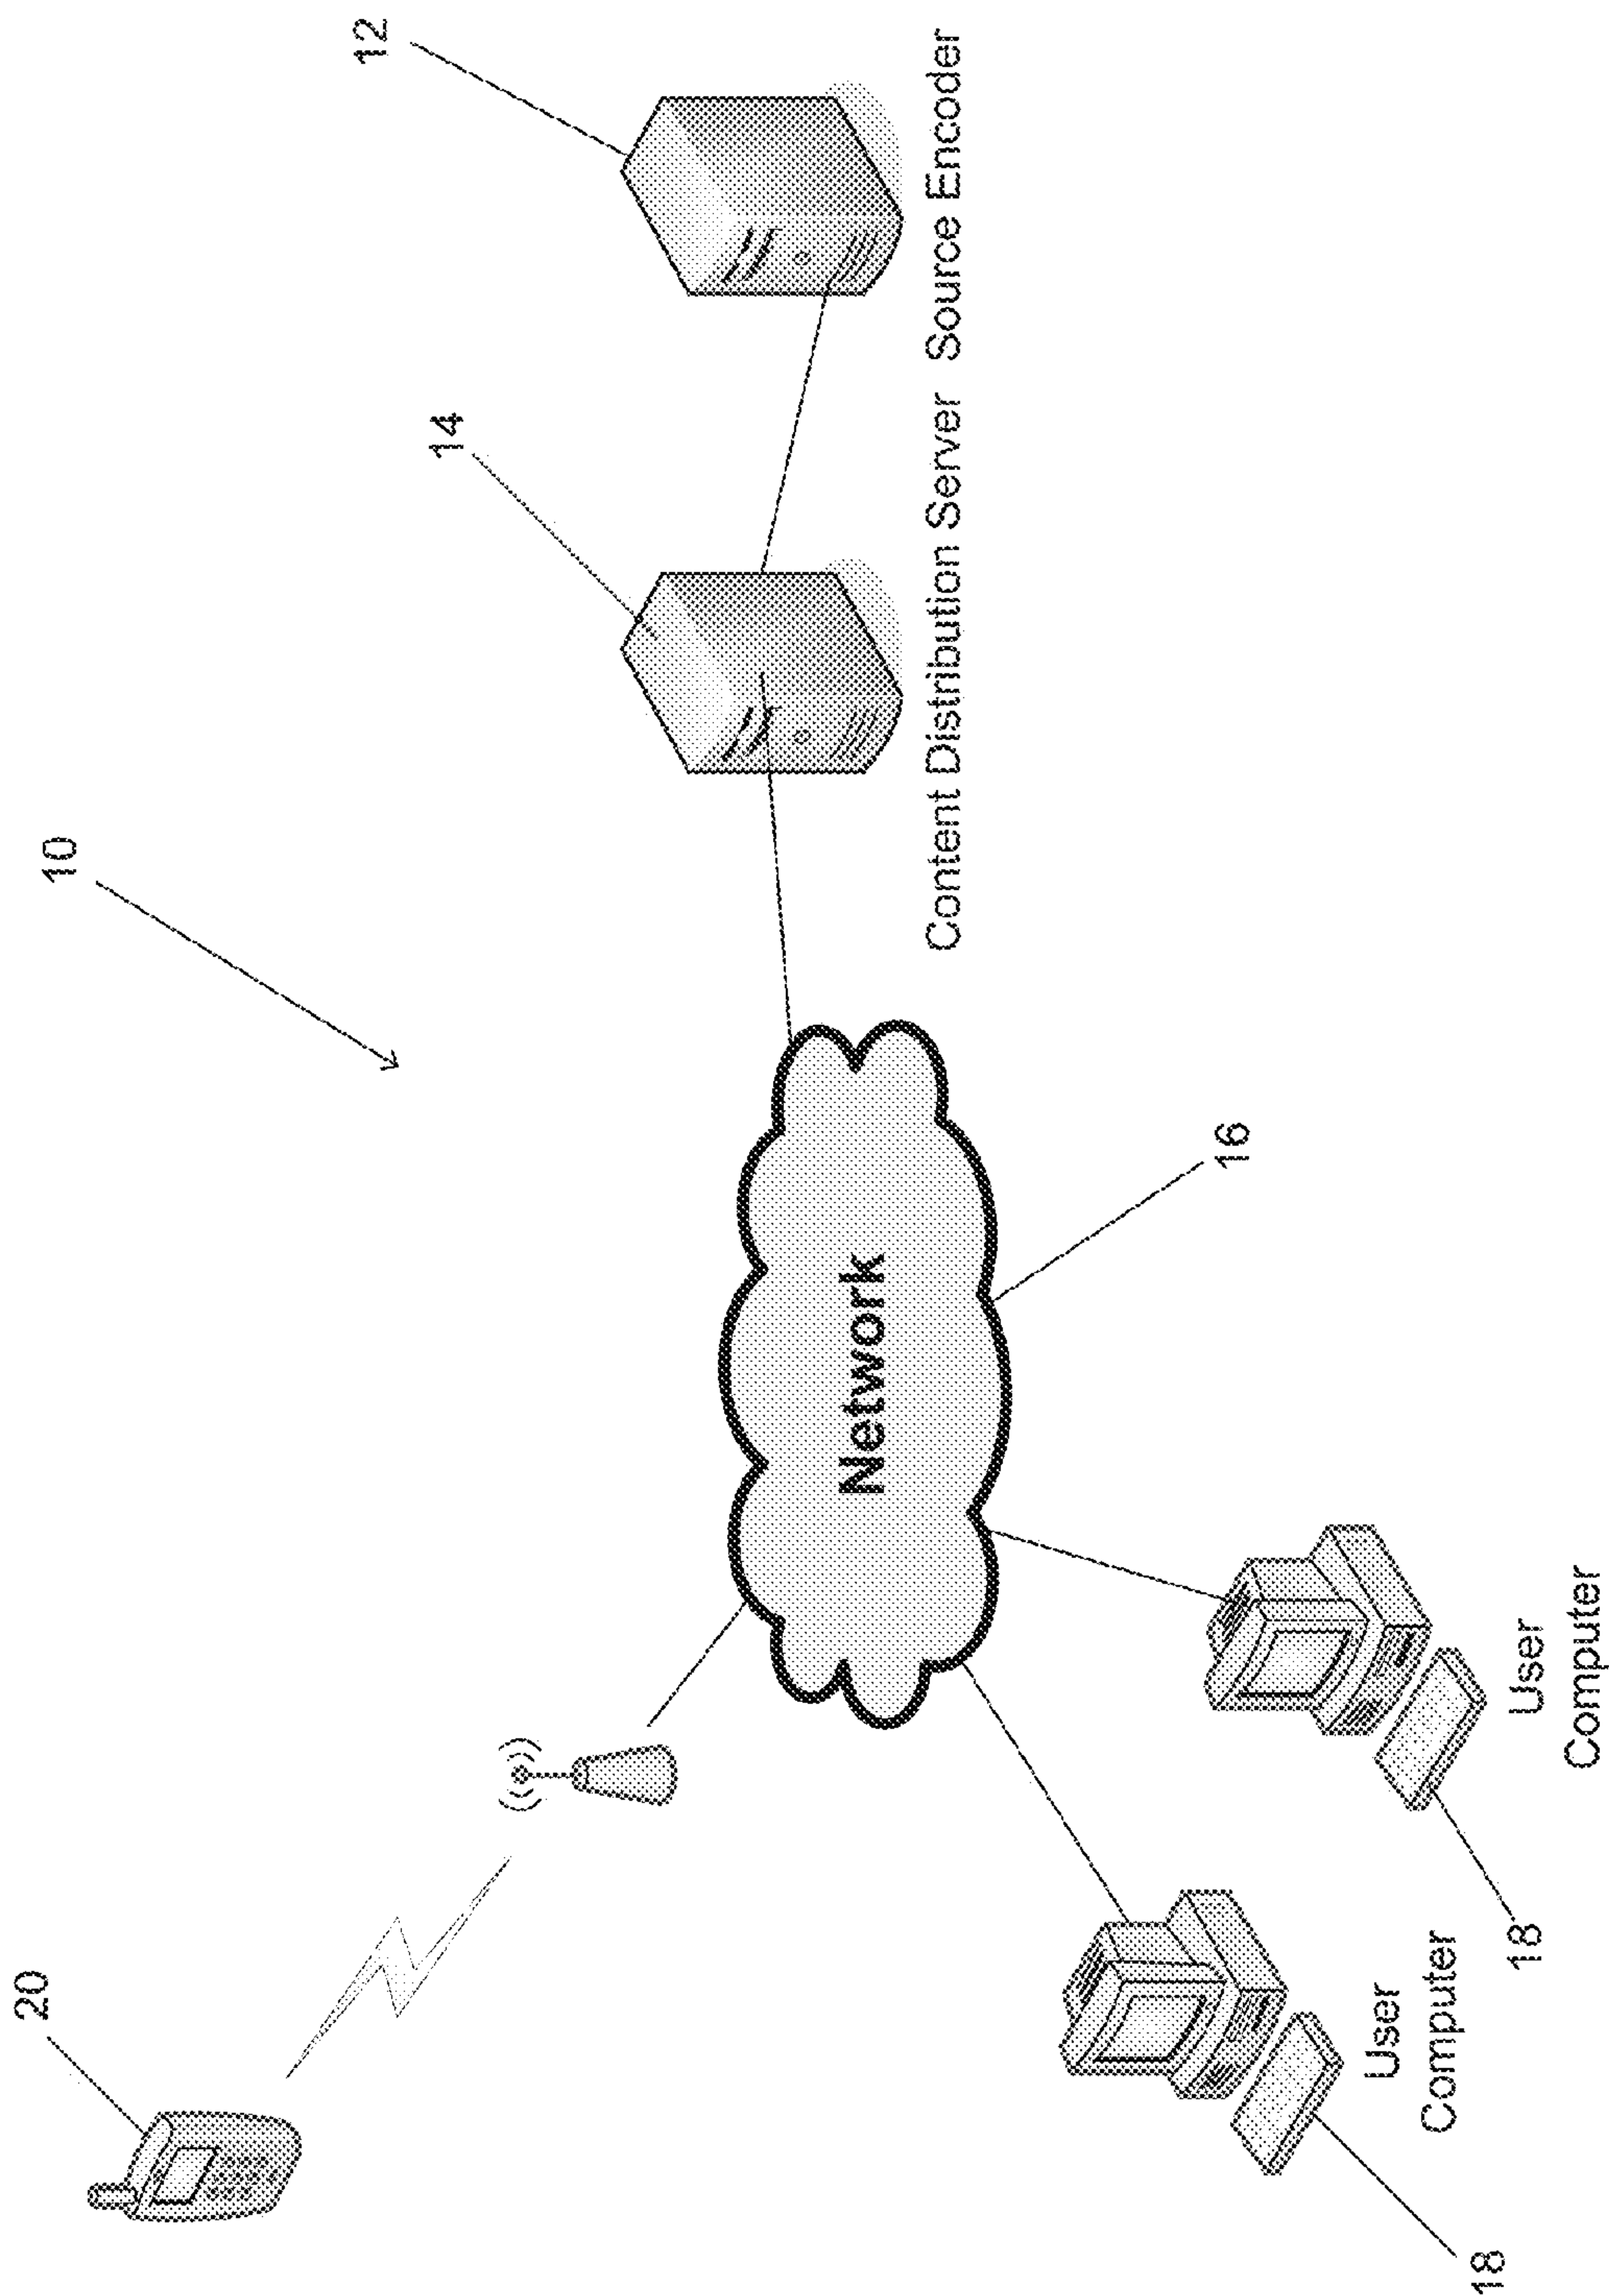 20
10
14
12
Network
16
Content Distribution Server
Source Encoder
User
Computer
18
User
Computer
18